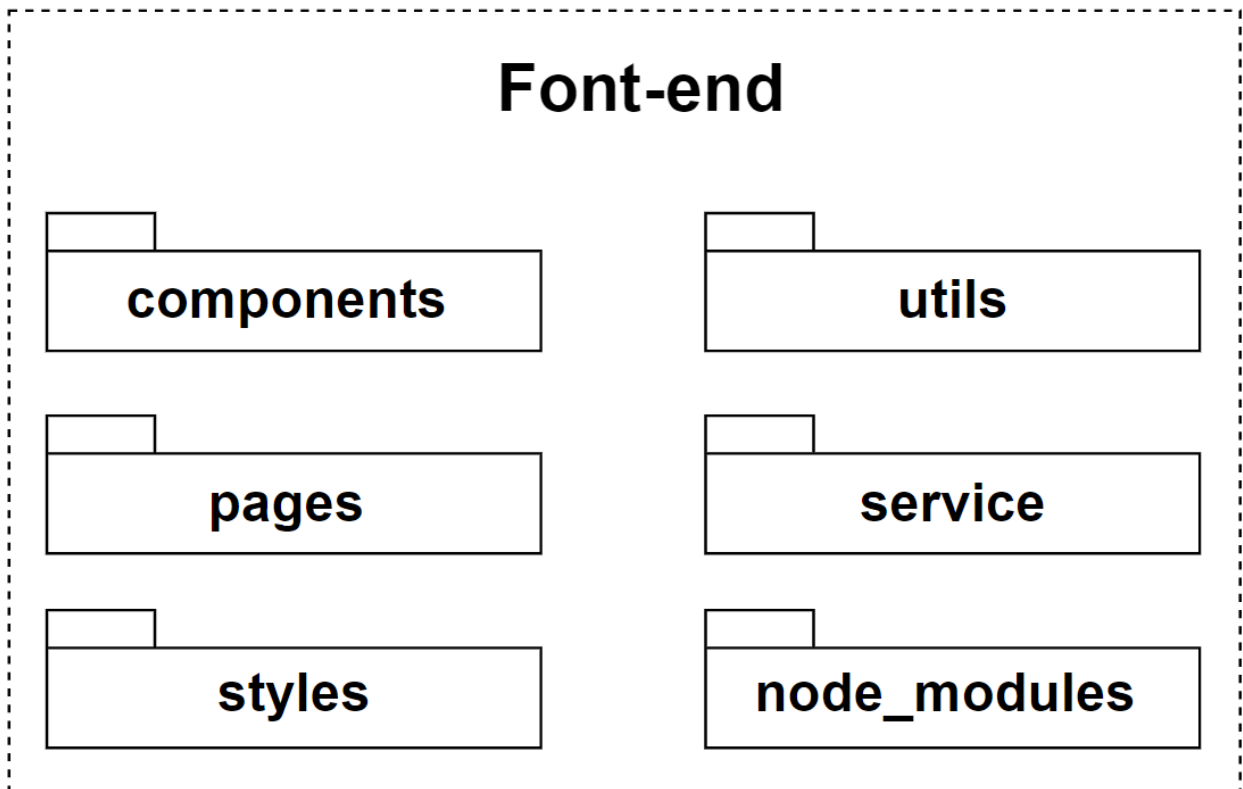 Font-end
components
utils
pages
service
styles
node_modules